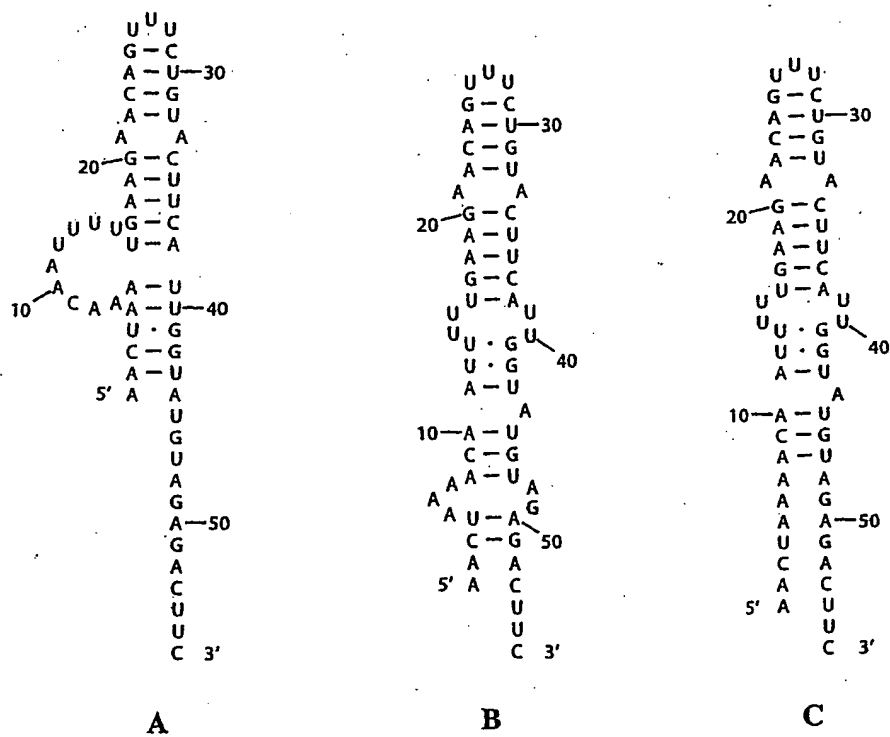 U U U
G – C
A – U – 30
C – G
A – U
A A
20 – G – C
A – U
A – U
U U U U G – C
U – A
A
10 – A C A A A – U
A – U – 40
U · G
C – G
A – U
5' A A
U
G
U
A
G
A – 50
G
A
C
U
U
C 3'
A
U U U
G – C
A – U – 30
C – G
A – U
A A
20 – G – C
A – U
A – U
G – C
U – A
U U
U U · G U – 40
U · G
A – U
A
10 – A – U
C – G
A – U
A A A A
A U – A G – 50
C – G
A A
5' A C
U
U
C 3'
B
U U U
G – C
A – U – 30
C – G
A – U
A A
20 – G – C
A – U
A – U
G – C
U – A
U U
U U · G U – 40
U · G
A – U
A
10 – A – U
C – G
A – U
A A
A G
A A – 50
U G
C A
A C
5' A U
U
C 3'
C